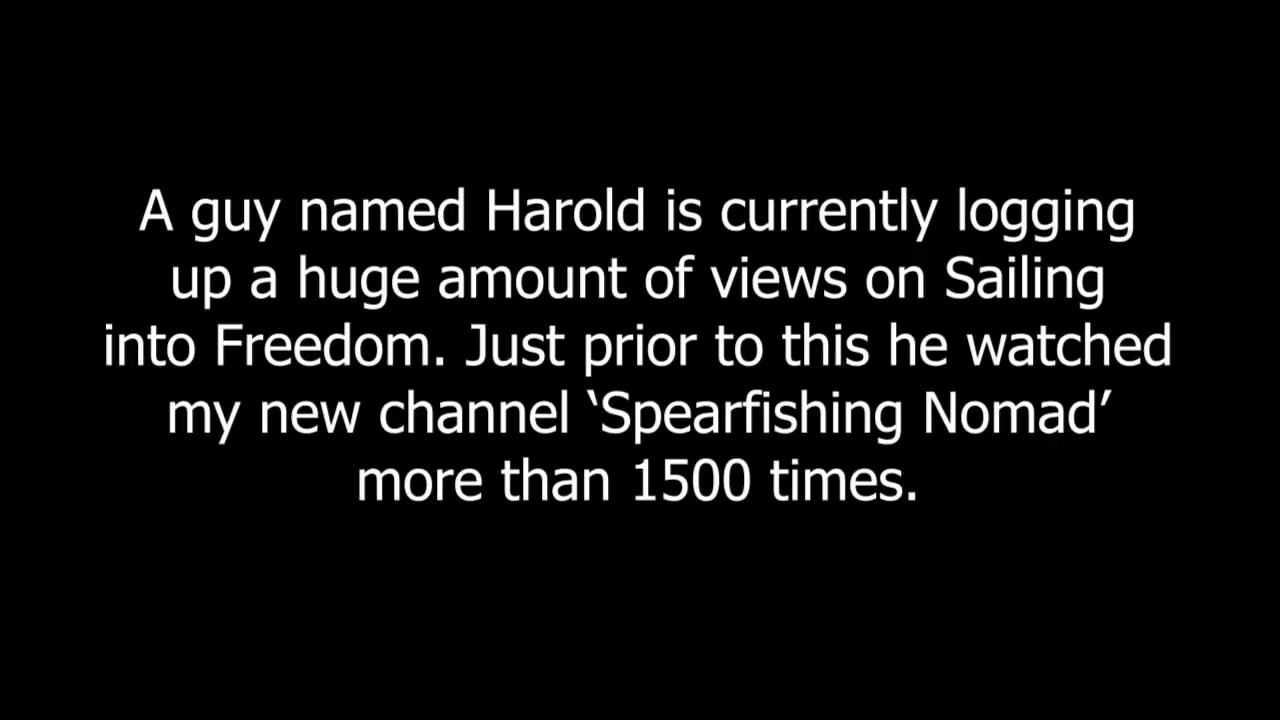 A guy named Harold is currently logging
up a huge amount of views on Sailing
into Freedom. Just prior to this he watched
my new channel ‘Spearfishing Nomad’
more than 1500 times.